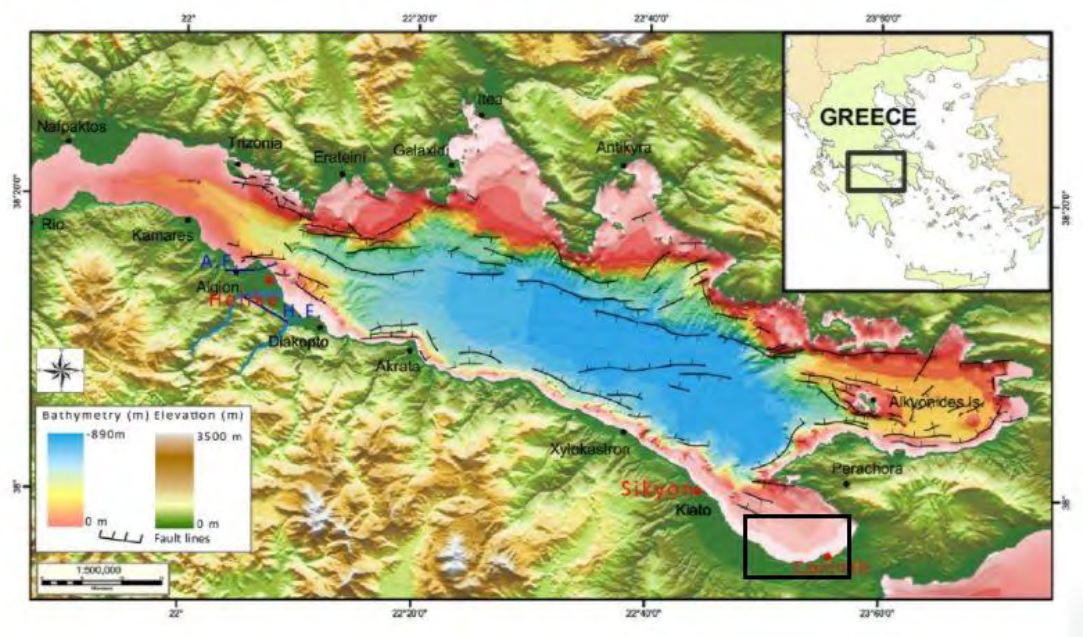 22° 22°20'0" 22°40'0" 23°60'0"
GREECE
Itea
Nafpaktos
Trizonia
Erateini
Galaxidi
Antikyra
38°20'0"
38°20'0"
Rio
Kamares
A.F.
Aigion
Helike
H.F.
Diakopto
Akrata
Alkyonides Is.
Bathymetry (m) Elevation (m)
-890m
3500 m
0 m
0 m
Fault lines
Xylokastron
Perachora
Sikyon
Kiato
38°
38°
1:500,000
22° 22°20'0" 22°40'0" 23°60'0"